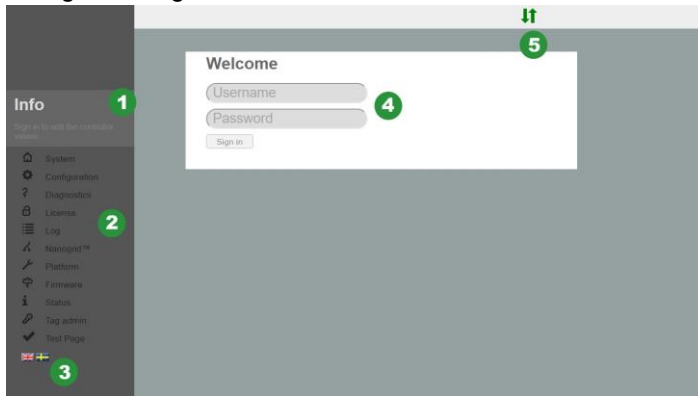 5
Welcome
Username
4
Password
Sign in
Info
1
Sign in to edit the controller
values.
System
Configuration
Diagnostics
License
2
Log
Nanogrid™
Platform
Firmware
Status
Tag admin
Test Page
3